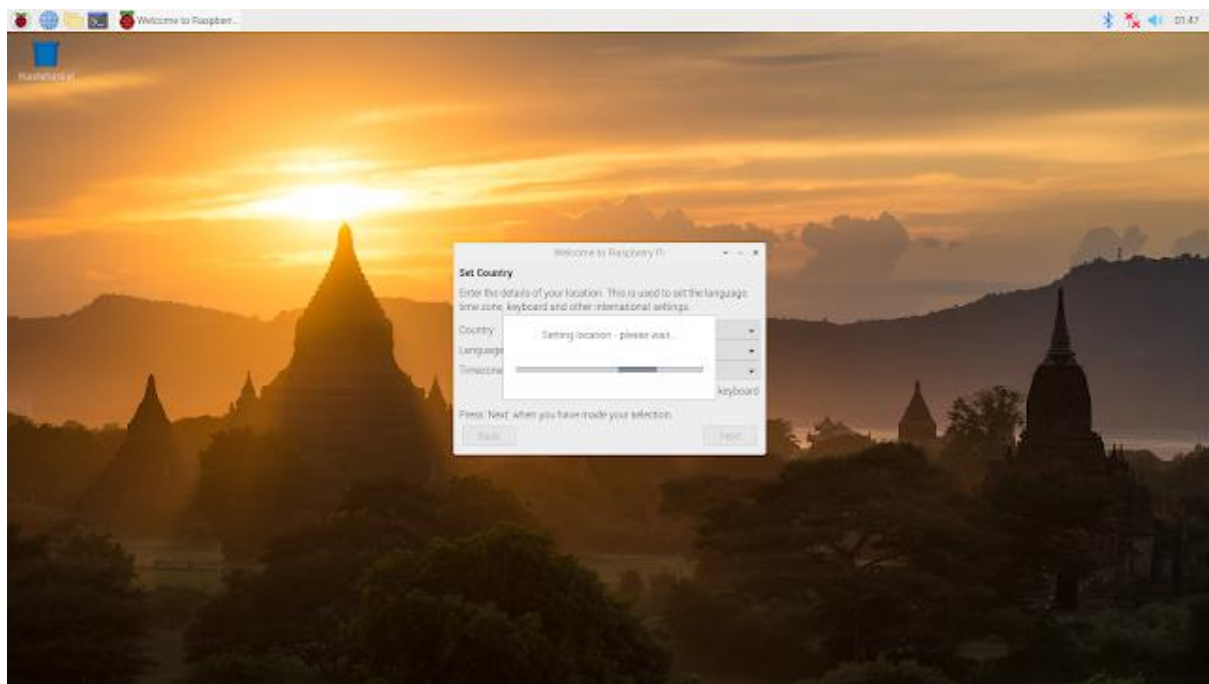 Welcome to Raspberr...
01:47
Wastebasket
Welcome to Raspberry Pi
Set Country
Enter the details of your location. This is used to set the language,
time zone, keyboard and other international settings.
Country:
Setting location - please wait...
Language:
Timezone:
keyboard
Press 'Next' when you have made your selection.
Back
Next